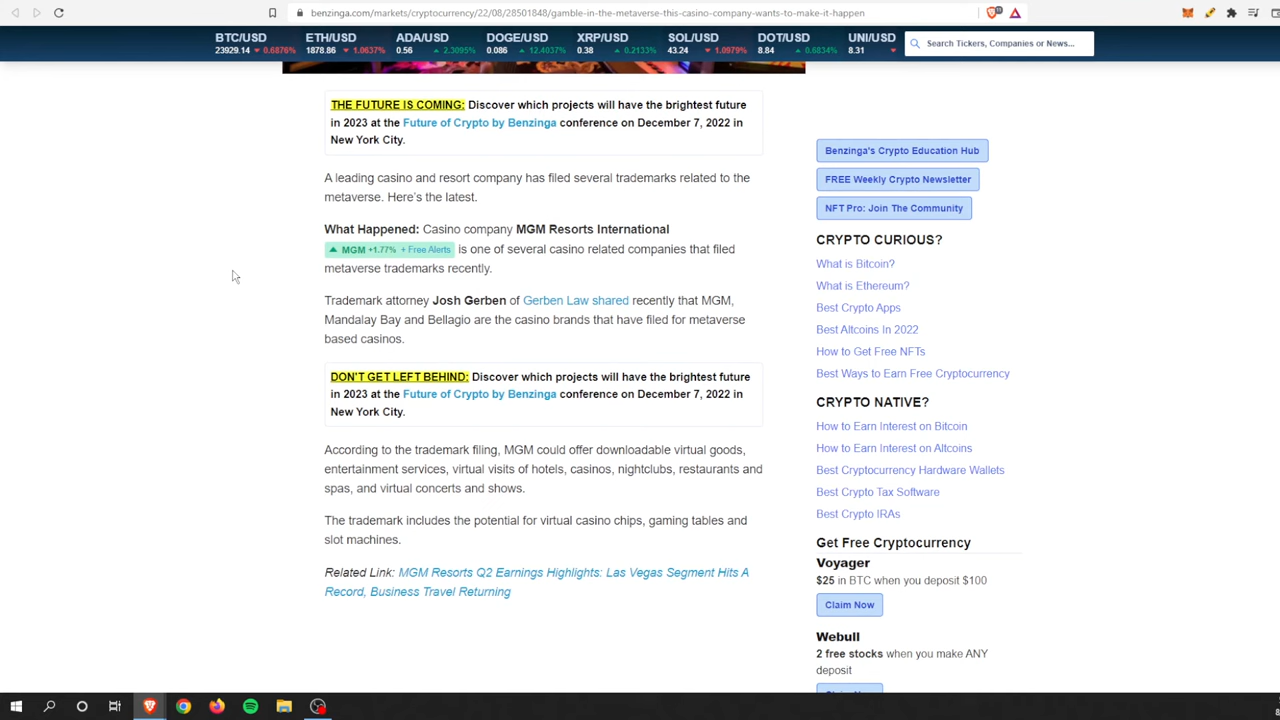 benzinga.com/markets/cryptocurrency/22/08/28501848/gamble-in-the-metaverse-this-casino-company-wants-to-make-it-happen
BTC/USD ETH/USD ADA/USD DOGE/USD XRP/USD SOL/USD DOT/USD UNI/USD
23929.14 0.6876% 1878.86 1.0637% 0.56 2.3095% 0.086 12.4037% 0.38 0.2133% 43.24 1.0979% 8.84 0.6834% 8.31
Search Tickers, Companies or News...
THE FUTURE IS COMING: Discover which projects will have the brightest future
in 2023 at the Future of Crypto by Benzinga conference on December 7, 2022 in
New York City.
A leading casino and resort company has filed several trademarks related to the
metaverse. Here's the latest.
What Happened: Casino company MGM Resorts International
MGM +1.77% + Free Alerts is one of several casino related companies that filed
metaverse trademarks recently.
Trademark attorney Josh Gerben of Gerben Law shared recently that MGM,
Mandalay Bay and Bellagio are the casino brands that have filed for metaverse
based casinos.
DON'T GET LEFT BEHIND: Discover which projects will have the brightest future
in 2023 at the Future of Crypto by Benzinga conference on December 7, 2022 in
New York City.
According to the trademark filing, MGM could offer downloadable virtual goods,
entertainment services, virtual visits of hotels, casinos, nightclubs, restaurants and
spas, and virtual concerts and shows.
The trademark includes the potential for virtual casino chips, gaming tables and
slot machines.
Related Link: MGM Resorts Q2 Earnings Highlights: Las Vegas Segment Hits A
Record, Business Travel Returning
Benzinga's Crypto Education Hub
FREE Weekly Crypto Newsletter
NFT Pro: Join The Community
CRYPTO CURIOUS?
What is Bitcoin?
What is Ethereum?
Best Crypto Apps
Best Altcoins In 2022
How to Get Free NFTs
Best Ways to Earn Free Cryptocurrency
CRYPTO NATIVE?
How to Earn Interest on Bitcoin
How to Earn Interest on Altcoins
Best Cryptocurrency Hardware Wallets
Best Crypto Tax Software
Best Crypto IRAs
Get Free Cryptocurrency
Voyager
$25 in BTC when you deposit $100
Claim Now
Webull
2 free stocks when you make ANY
deposit